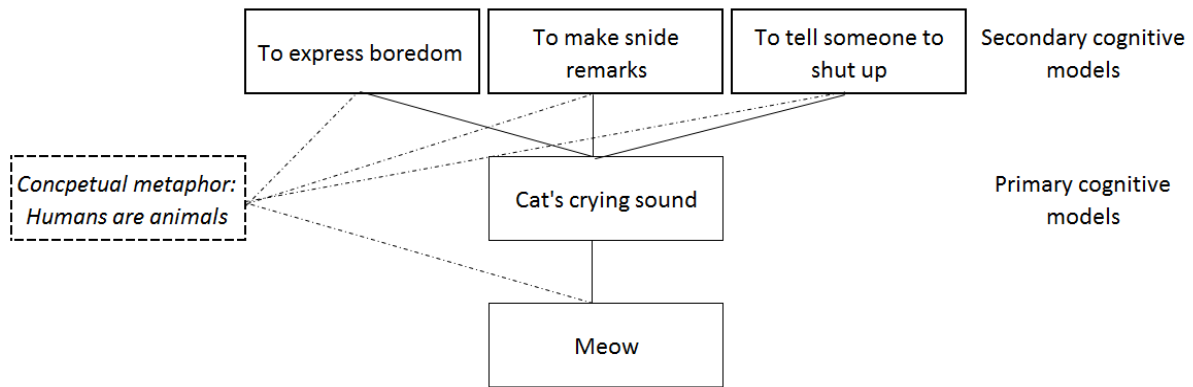 To express boredom
To make snide
remarks
To tell someone to
shut up
Secondary cognitive
models
Concpetual metaphor:
Humans are animals
Cat's crying sound
Primary cognitive
models
Meow